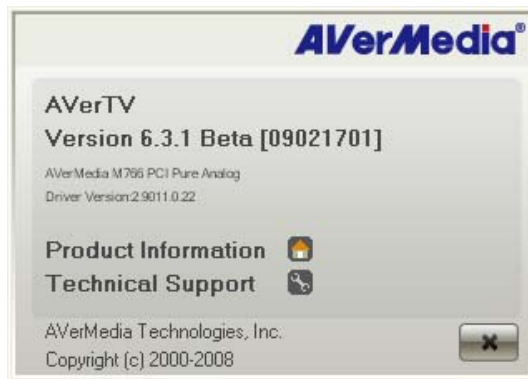 AVerMedia®
AVerTV
Version 6.3.1 Beta [09021701]
AVerMedia M766 PCI Pure Analog
Driver Version:2.9011.0.22
Product Information
Technical Support
AVerMedia Technologies, Inc.
Copyright (c) 2000-2008